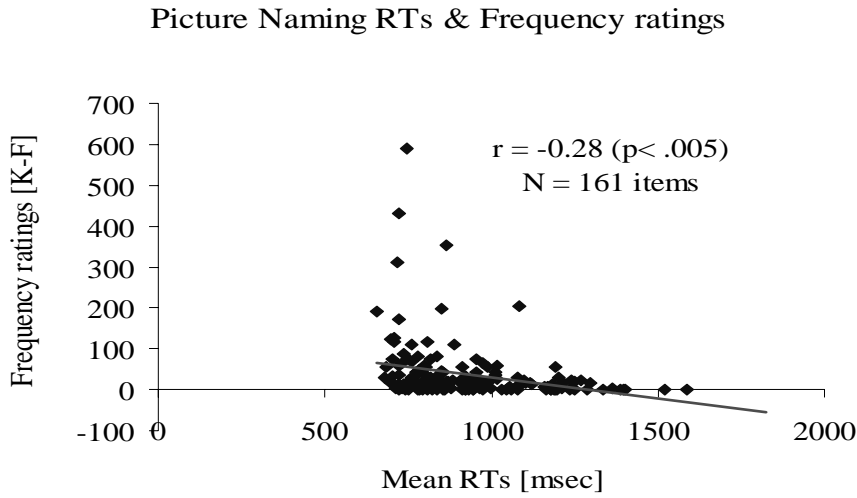 Picture Naming RTs & Frequency ratings
Frequency ratings [K-F]
700
600
500
400
300
200
100
0
-100
r = -0.28 (p< .005)
N = 161 items
0
500
1000
1500
2000
Mean RTs [msec]